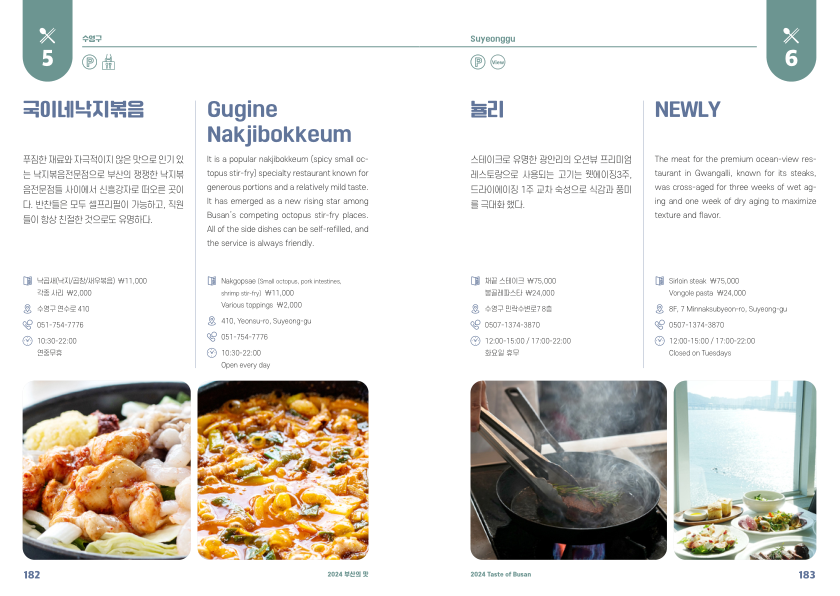 5
수영구
P
국이네낙지볶음
푸짐한 재료와 자극적이지 않은 맛으로 인기 있
는 낙지볶음전문점으로 부산의 쟁쟁한 낙지볶
음전문점들 사이에서 신흥강자로 떠오른 곳이
다. 반찬들은 모두 셀프리필이 가능하고, 직원
들이 항상 친절한 것으로도 유명하다.
낙곱새(낙지/곱창/새우볶음) ₩11,000
각종 사리 ₩2,000
수영구 연수로 410
051-754-7776
10:30-22:00
연중무휴
Gugine
Nakjibokkeum
It is a popular nakjibokkeum (spicy small oc-
topus stir-fry) specialty restaurant known for
generous portions and a relatively mild taste.
It has emerged as a new rising star among
Busan`s competing octopus stir-fry places.
All of the side dishes can be self-refilled, and
the service is always friendly.
Nakgopsae (Small octopus, pork intestines,
shrimp stir-fry) ₩11,000
Various toppings ₩2,000
410, Yeonsu-ro, Suyeong-gu
051-754-7776
10:30-22:00
Open every day
182
2024 부산의 맛
Suyeonggu
6
P
View
뉼리
스테이크로 유명한 광안리의 오션뷰 프리미엄
레스토랑으로 사용되는 고기는 웻에이징3주,
드라이에이징 1주 교차 숙성으로 식감과 풍미
를 극대화 했다.
채끝 스테이크 ₩75,000
봉골레파스타 ₩24,000
수영구 민락수변로7 8층
0507-1374-3870
12:00-15:00 / 17:00-22:00
화요일 휴무
NEWLY
The meat for the premium ocean-view res-
taurant in Gwangalli, known for its steaks,
was cross-aged for three weeks of wet ag-
ing and one week of dry aging to maximize
texture and flavor.
Sirloin steak ₩75,000
Vongole pasta ₩24,000
8F, 7 Minnaksubyeon-ro, Suyeong-gu
0507-1374-3870
12:00-15:00 / 17:00-22:00
Closed on Tuesdays
2024 Taste of Busan
183